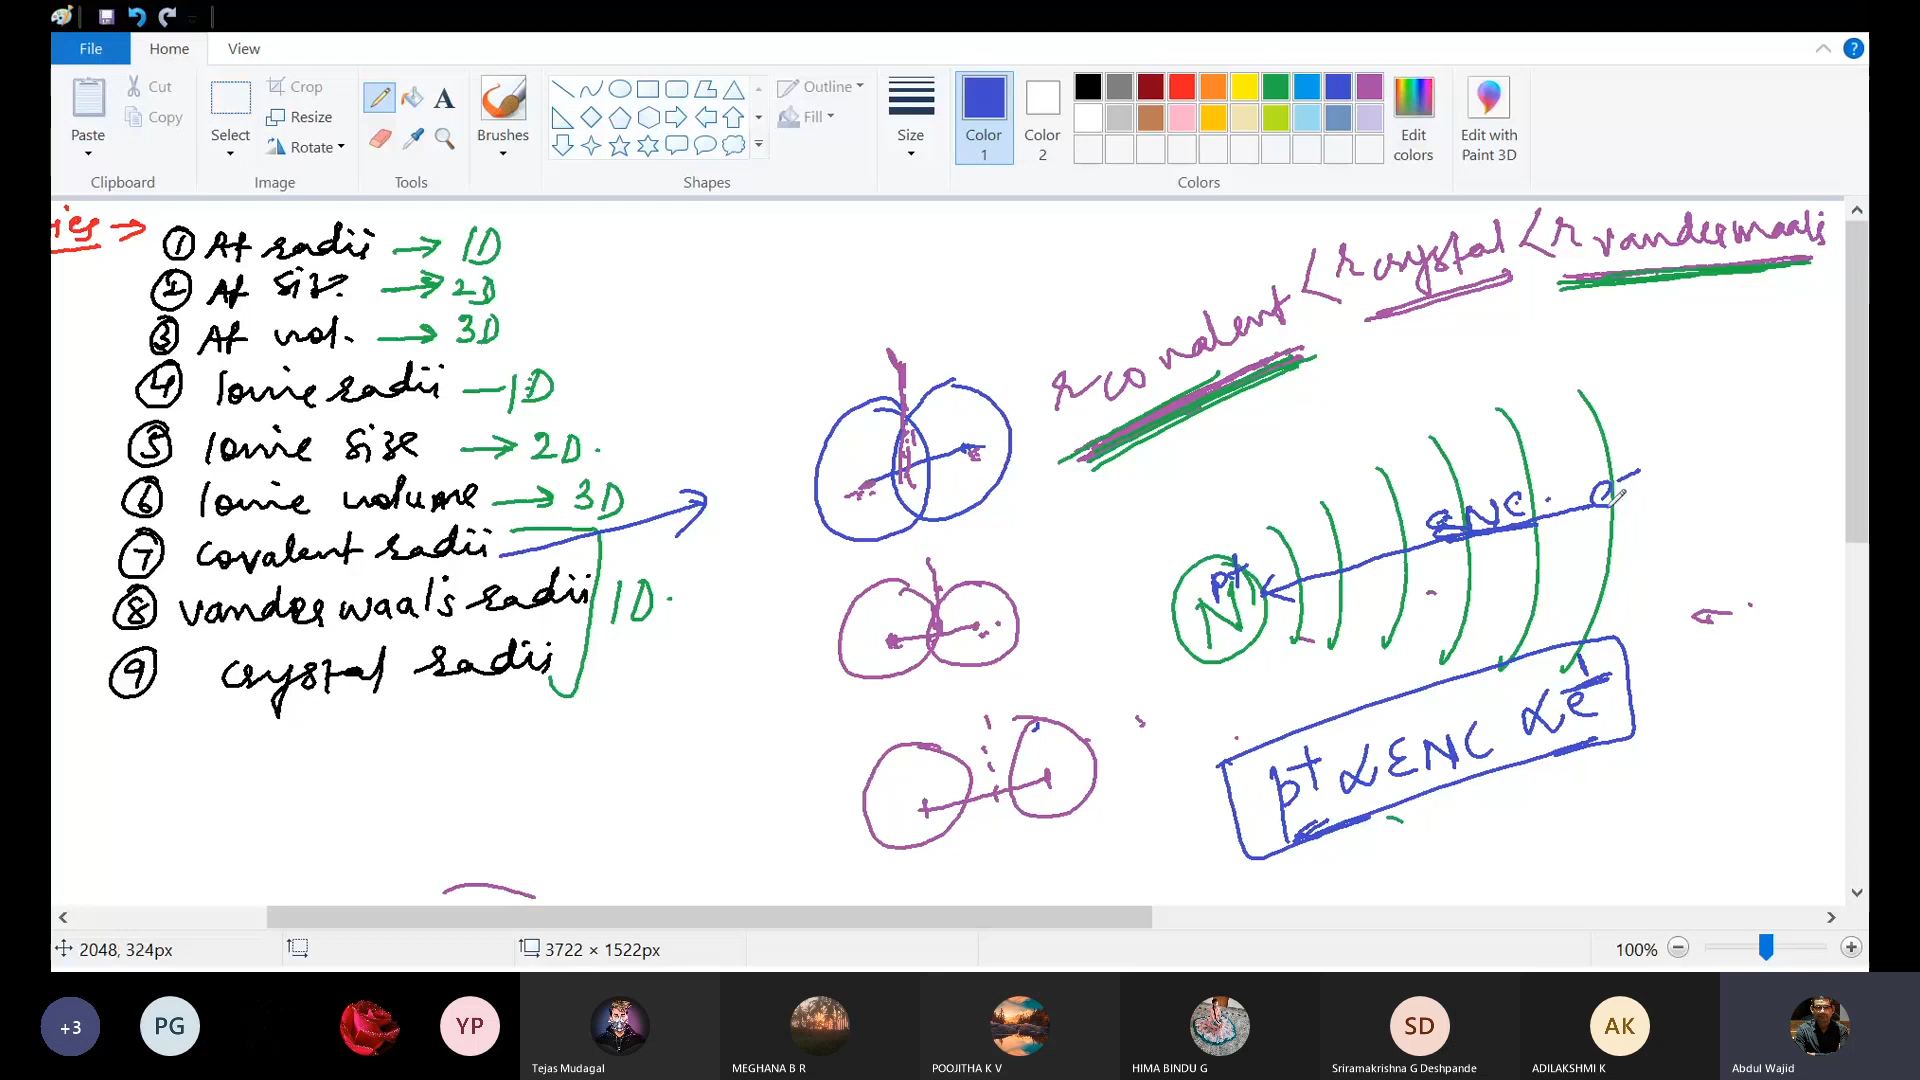 File Home View
Paste
Cut
Copy
Clipboard
Select
Crop
Resize
Rotate
Image
A
Tools
Brushes
Shapes
Outline
Fill
Size
Color 1
Color 2
Edit colors
Edit with Paint 3D
Colors
ies →
① At radii → 1D
② At size → 2D
③ At vol. → 3D
④ Ionic radii — 1D
⑤ Ionic size → 2D.
⑥ Ionic volume → 3D
⑦ covalent radii
⑧ vander waals radii 1D.
⑨ crystal radii
r covalent < r crystal < r vanderwaals
ENC. e-
p+
N
p+ ∝ ENC ∝ 1/e
2048, 324px
3722 × 1522px
100%
+3
PG
YP
SD
AK
Tejas Mudagal
MEGHANA B R
POOJITHA K V
HIMA BINDU G
Sriramakrishna G Deshpande
ADILAKSHMI K
Abdul Wajid